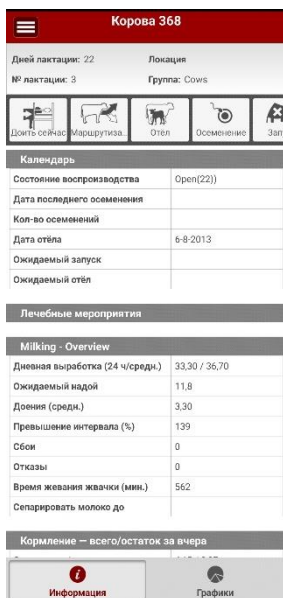 Корова 368
Дней лактации: 22 Локация
№ лактации: 3 Группа: Cows
Доить сейчас Маршрутиза... Отёл Осеменение Зап
Календарь
Состояние воспроизводства Open(22))
Дата последнего осеменения
Кол-во осеменений
Дата отёла 6-8-2013
Ожидаемый запуск
Ожидаемый отёл
Лечебные мероприятия
Milking - Overview
Дневная выработка (24 ч/средн.) 33,30 / 36,70
Ожидаемый надой 11,8
Доения (средн.) 3,30
Превышение интервала (%) 139
Сбои 0
Отказы 0
Время жевания жвачки (мин.) 562
Сепарировать молоко до
Кормление — всего/остаток за вчера
Информация Графики